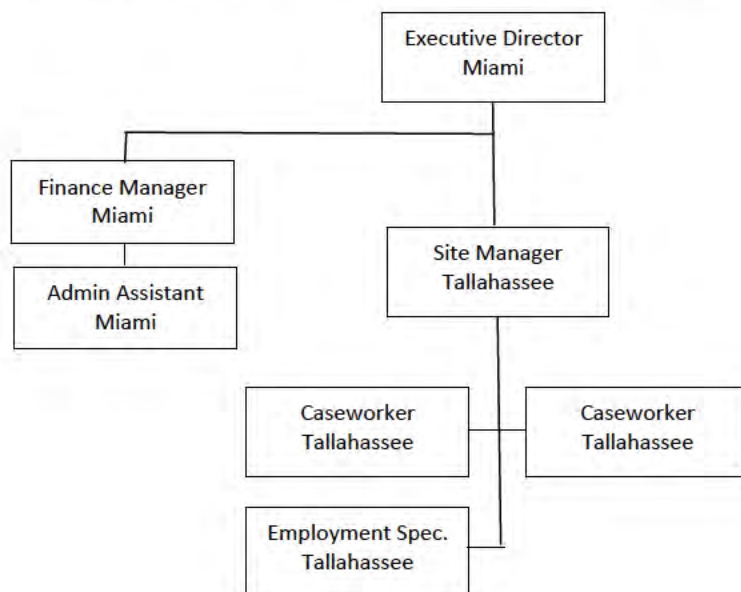 Executive Director
Miami
Finance Manager
Miami
Site Manager
Tallahassee
Admin Assistant
Miami
Caseworker
Tallahassee
Caseworker
Tallahassee
Employment Spec.
Tallahassee